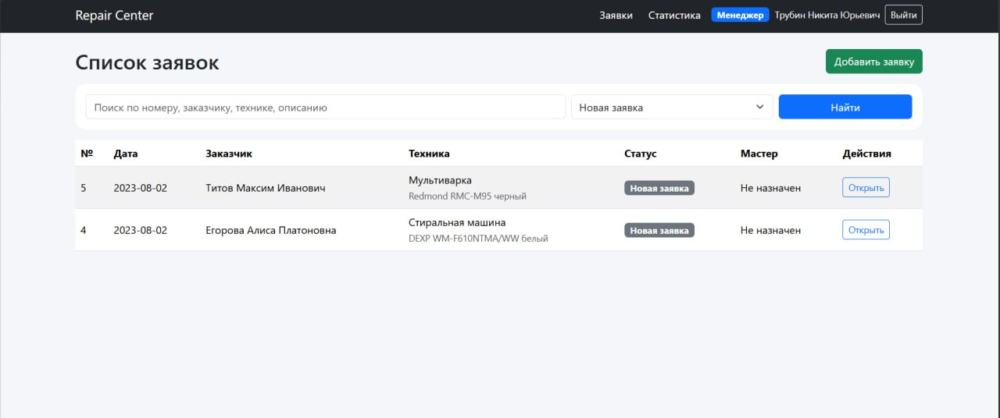 Repair Center Заявки Статистика Менеджер Трубин Никита Юрьевич Выйти
Список заявок Добавить заявку
Поиск по номеру, заказчику, технике, описанию Новая заявка Найти
№ Дата Заказчик Техника Статус Мастер Действия
5 2023-08-02 Титов Максим Иванович Мультиварка Новая заявка Не назначен Открыть
Redmond RMC-M95 черный
4 2023-08-02 Егорова Алиса Платоновна Стиральная машина Новая заявка Не назначен Открыть
DEXP WM-F610NTMA/WW белый